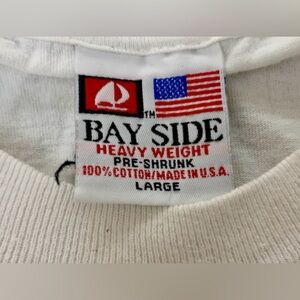 TM
BAY SIDE
HEAVY WEIGHT
PRE-SHRUNK
100% COTTON/MADE IN U.S.A.
LARGE